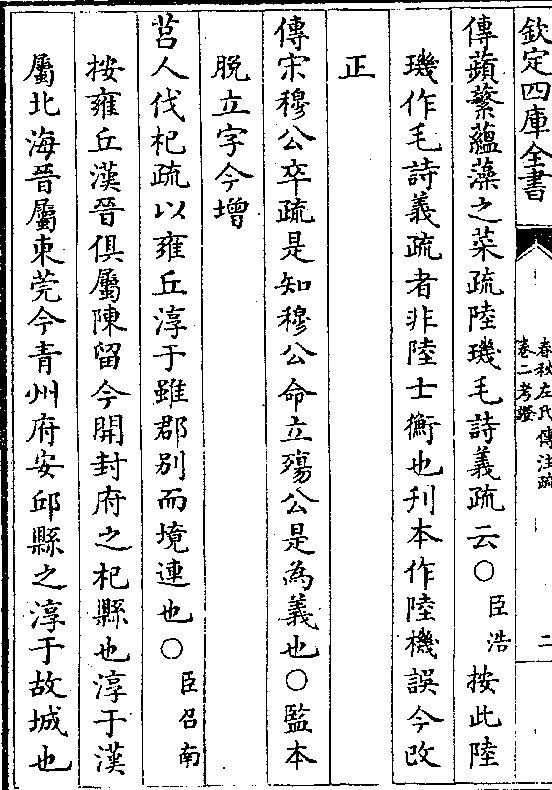 欽定四庫全書
春秋左氏傳注疏
卷二考證
二
傳蘋蘩蘊藻之菜疏陸璣毛詩義疏云○臣浩按此陸
璣作毛詩義疏者非陸士衡也刋本作陸機誤今改
正
傳宋穆公卒疏是知穆公命立殤公是為義也○監本
脱立字今增
莒人伐杞疏以雍丘淳于雖郡别而境連也○臣召南
按雍丘漢晉俱屬陳留今開封府之杞縣也淳于漢
屬北海晉屬東莞今青州府安邱縣之淳于故城也